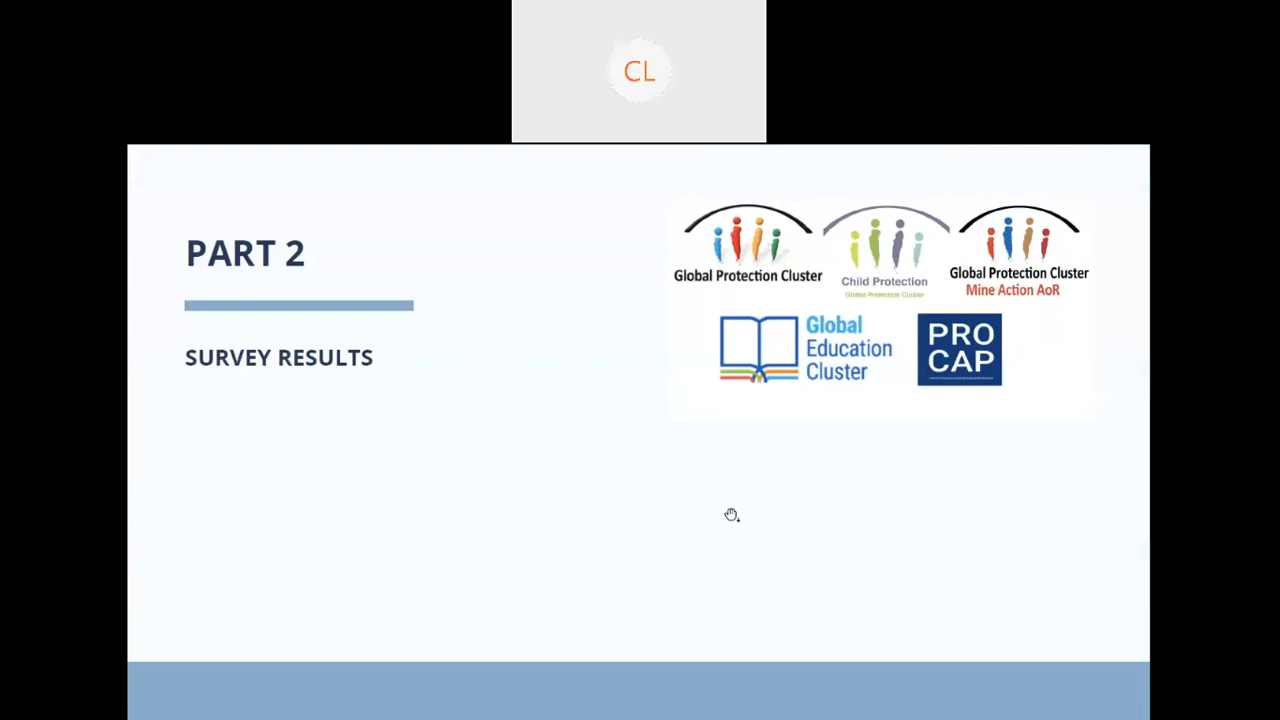 CL
PART 2
SURVEY RESULTS
Global Protection Cluster
Child Protection
Global Protection Cluster
Global Protection Cluster
Mine Action AoR
Global
Education
Cluster
PRO
CAP